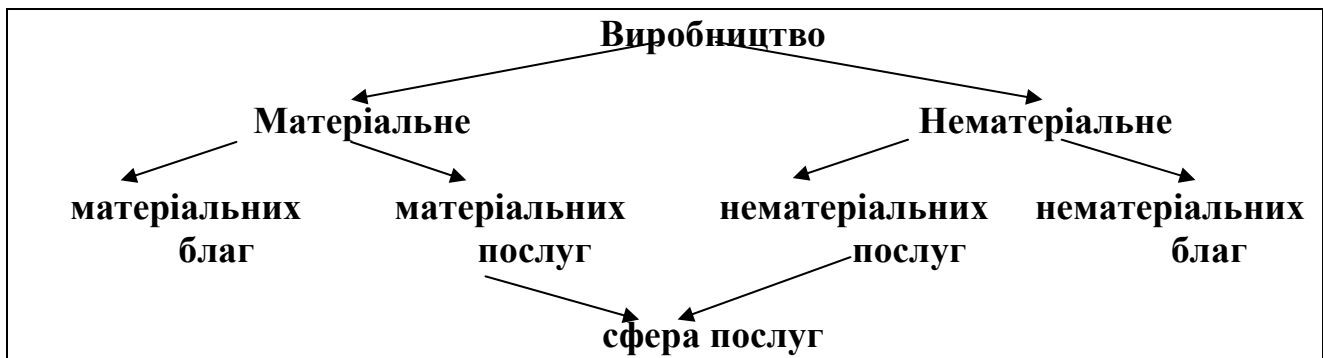 Виробництво
Матеріальне Нематеріальне
матеріальних матеріальних нематеріальних нематеріальних
благ послуг послуг благ
сфера послуг